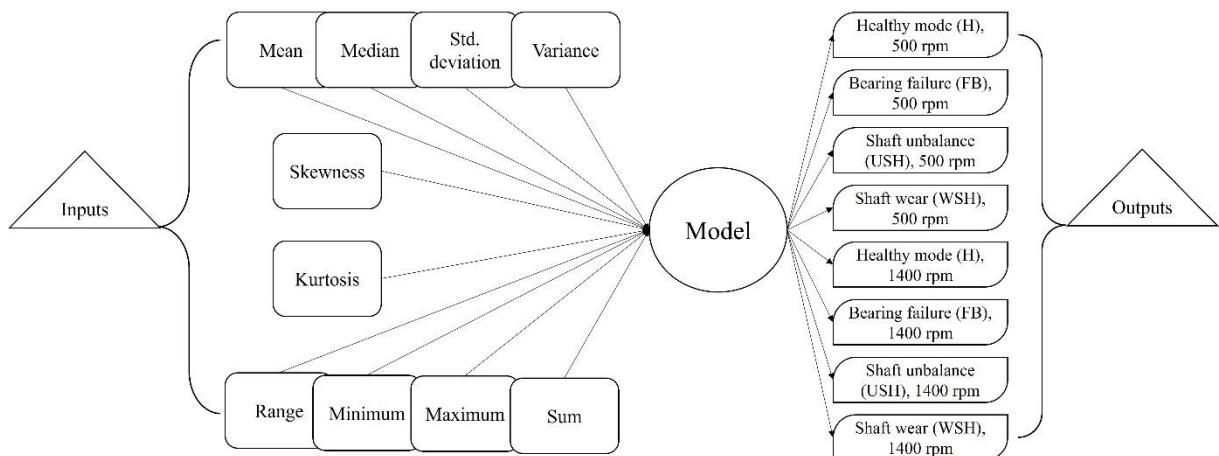 Inputs
Mean
Median
Std.
deviation
Variance
Skewness
Kurtosis
Range
Minimum
Maximum
Sum
Model
Healthy mode (H),
500 rpm
Bearing failure (FB),
500 rpm
Shaft unbalance
(USH), 500 rpm
Shaft wear (WSH),
500 rpm
Healthy mode (H),
1400 rpm
Bearing failure (FB),
1400 rpm
Shaft unbalance
(USH), 1400 rpm
Shaft wear (WSH),
1400 rpm
Outputs